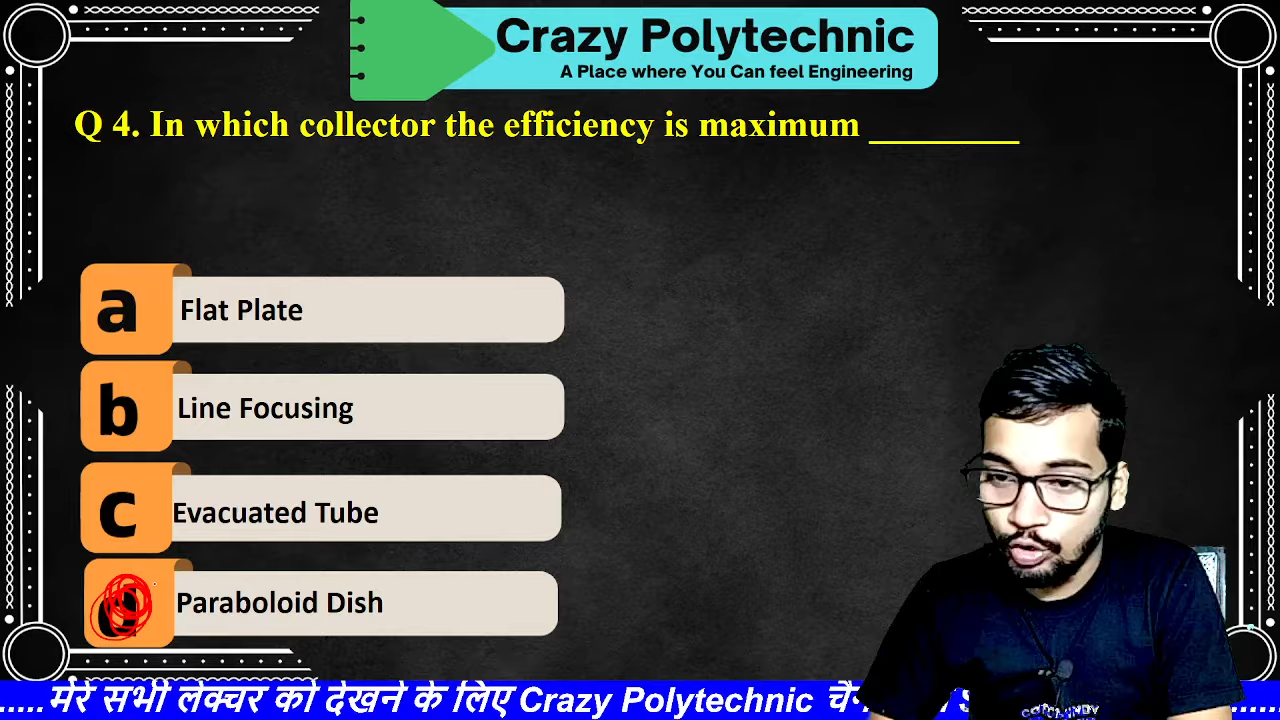 Crazy Polytechnic
A Place where You Can feel Engineering
Q 4. In which collector the efficiency is maximum __________
a Flat Plate
b Line Focusing
c Evacuated Tube
d Paraboloid Dish
.....मेरे सभी लेक्चर को देखने के लिए Crazy Polytechnic